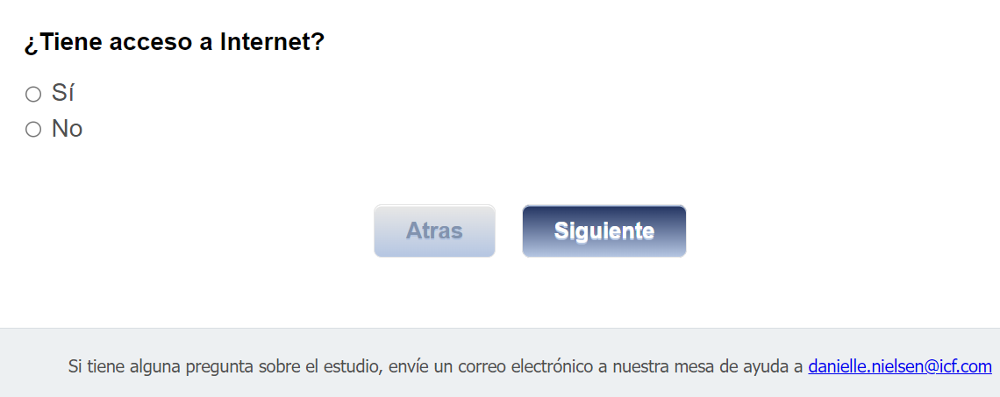 ¿Tiene acceso a Internet?
Sí
No
Atras
Siguiente
Si tiene alguna pregunta sobre el estudio, envíe un correo electrónico a nuestra mesa de ayuda a danielle.nielsen@icf.com